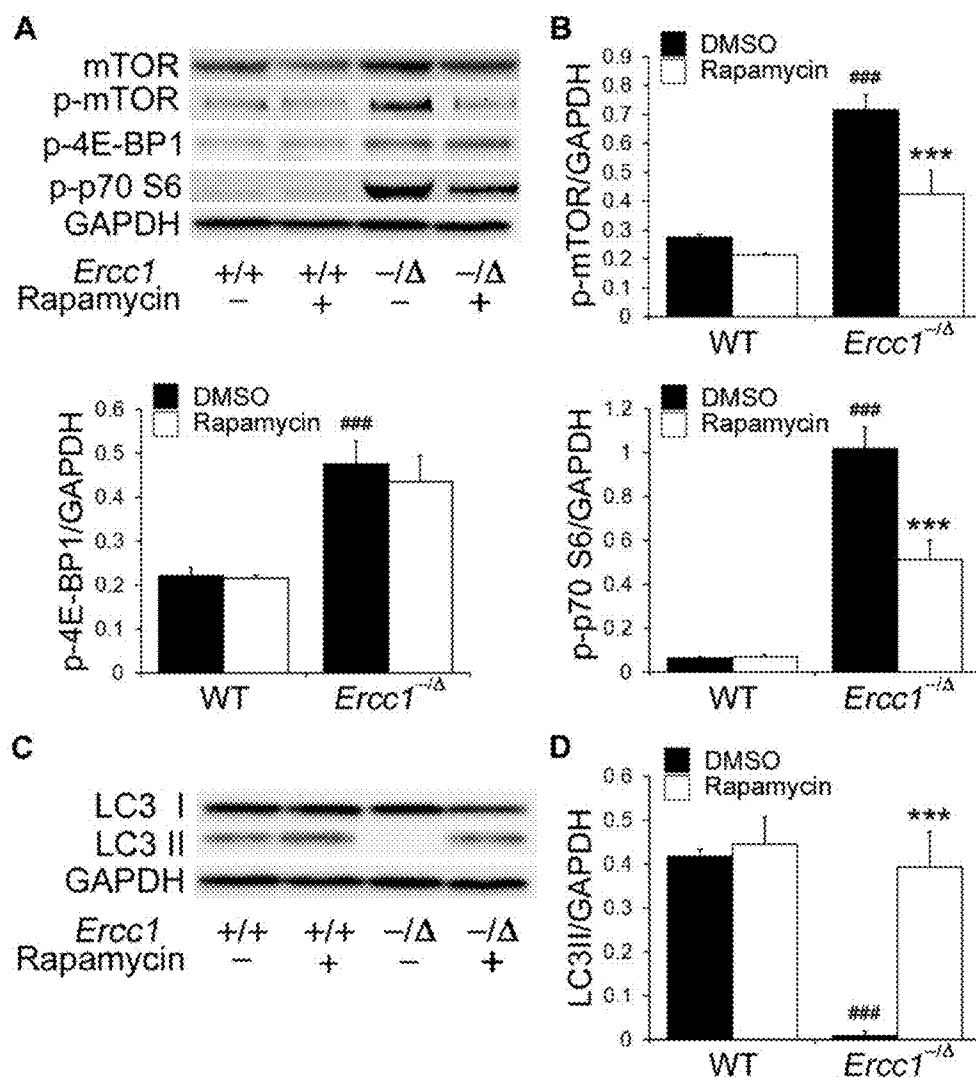 A
mTOR
p-mTOR
p-4E-BP1
p-p70 S6
GAPDH
Ercc1 +/+ +/+ −/Δ −/Δ
Rapamycin − + − +
B
DMSO
Rapamycin
p-mTOR/GAPDH
0.9
0.8
0.7
0.6
0.5
0.4
0.3
0.2
0.1
0
###
***
WT Ercc1−/Δ
DMSO
Rapamycin
p-4E-BP1/GAPDH
0.6
0.5
0.4
0.3
0.2
0.1
0
###
WT Ercc1−/Δ
DMSO
Rapamycin
p-p70 S6/GAPDH
1.2
1
0.8
0.6
0.4
0.2
0
###
***
WT Ercc1−/Δ
C
LC3 I
LC3 II
GAPDH
Ercc1 +/+ +/+ −/Δ −/Δ
Rapamycin − + − +
D
DMSO
Rapamycin
LC3II/GAPDH
0.6
0.5
0.4
0.3
0.2
0.1
0
###
***
WT Ercc1−/Δ